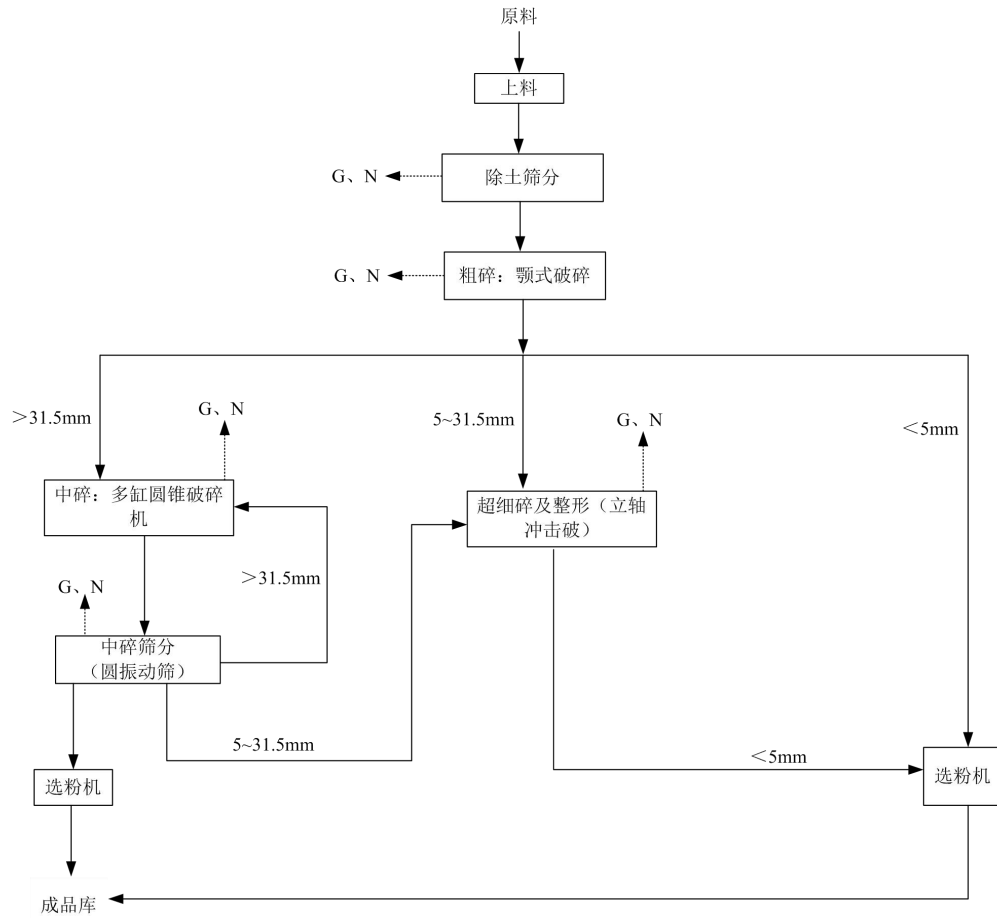 原料
上料
G、N
除土筛分
G、N
粗碎：颚式破碎
＞31.5mm
G、N
5~31.5mm
G、N
＜5mm
中碎：多缸圆锥破碎
机
超细碎及整形（立轴
冲击破）
＞31.5mm
G、N
中碎筛分
（圆振动筛）
5~31.5mm
＜5mm
选粉机
选粉机
成品库